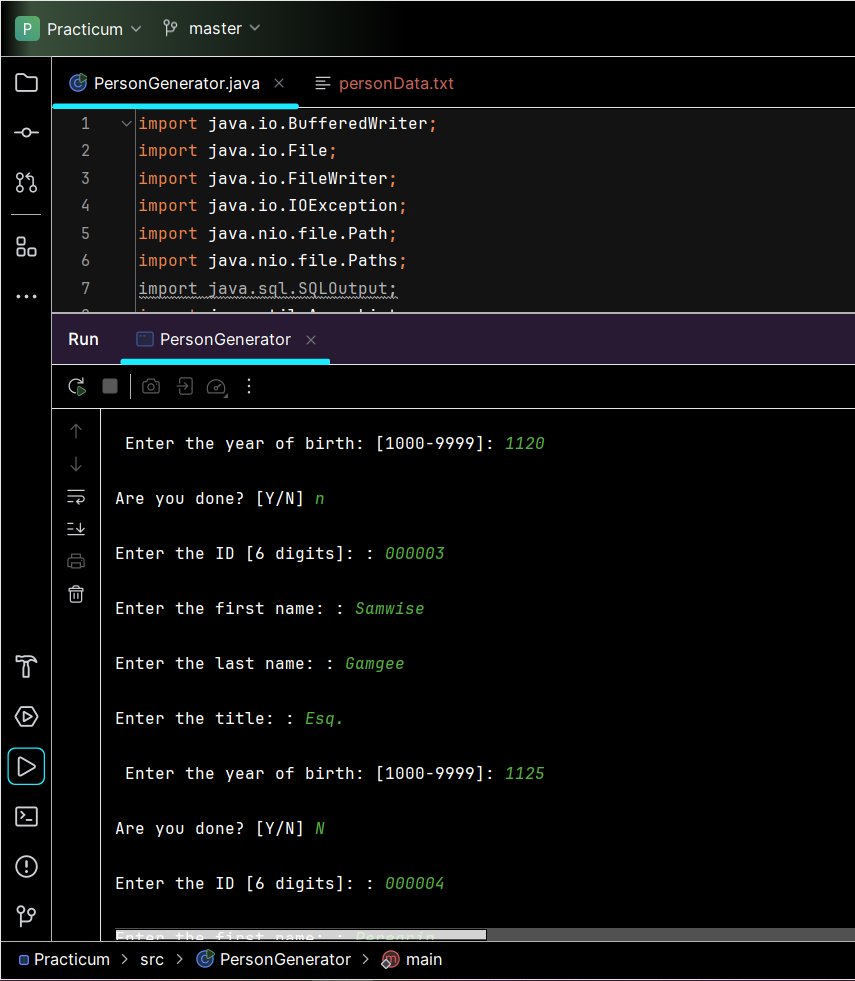 P Practicum master
PersonGenerator.java personData.txt
1 import java.io.BufferedWriter;
2 import java.io.File;
3 import java.io.FileWriter;
4 import java.io.IOException;
5 import java.nio.file.Path;
6 import java.nio.file.Paths;
7 import java.sql.SQLOutput;
Run PersonGenerator
Enter the year of birth: [1000-9999]: 1120
Are you done? [Y/N] n
Enter the ID [6 digits]: : 000003
Enter the first name: : Samwise
Enter the last name: : Gamgee
Enter the title: : Esq.
Enter the year of birth: [1000-9999]: 1125
Are you done? [Y/N] N
Enter the ID [6 digits]: : 000004
Enter the first name: : Peregrin
Practicum > src > PersonGenerator > main